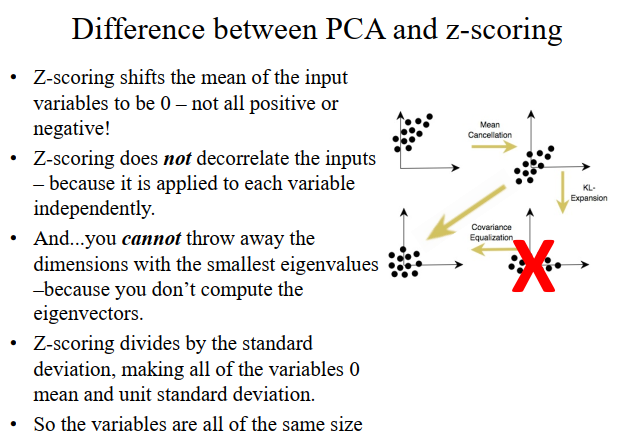 Difference between PCA and z-scoring
• Z-scoring shifts the mean of the input
variables to be 0 – not all positive or
negative!
• Z-scoring does not decorrelate the inputs
– because it is applied to each variable
independently.
• And...you cannot throw away the
dimensions with the smallest eigenvalues
–because you don’t compute the
eigenvectors.
• Z-scoring divides by the standard
deviation, making all of the variables 0
mean and unit standard deviation.
• So the variables are all of the same size
Mean
Cancellation
KL-
Expansion
Covariance
Equalization
X